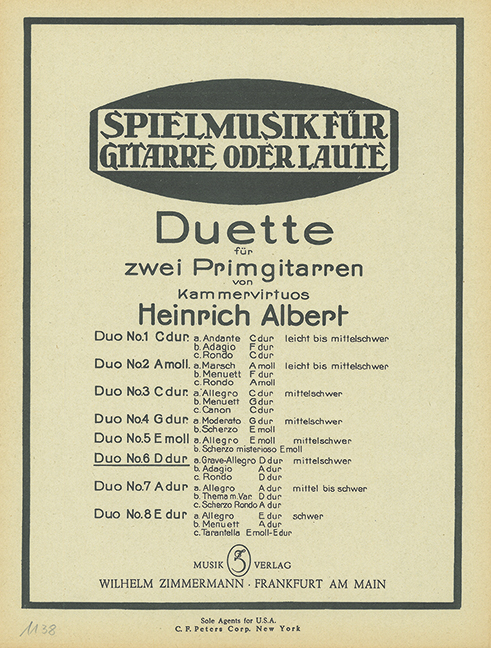 SPIELMUSIK FÜR
GITARRE ODER LAUTE
Duette
für
zwei Primgitarren
von
Kammervirtuos
Heinrich Albert
Duo No.1 C dur a. Andante C dur leicht bis mittelschwer
b. Adagio F dur
c. Rondo C dur
Duo No.2 A moll. a. Marsch A moll leicht bis mittelschwer
b. Menuett F dur
c. Rondo A moll
Duo No.3 C dur. a. Allegro C dur mittelschwer
b. Menuett G dur
c. Canon C dur
Duo No.4 G dur a. Moderato G dur mittelschwer
b. Scherzo E moll
Duo No.5 E moll a. Allegro E moll mittelschwer
b. Scherzo misterioso E moll
Duo No.6 D dur a. Grave-Allegro D dur mittelschwer
b. Adagio A dur
c. Rondo D dur
Duo No.7 A dur a. Allegro A dur mittel bis schwer
b. Thema m. Var. D dur
c. Scherzo Rondo A dur
Duo No.8 E dur a. Allegro E dur schwer
b. Menuett A dur
c. Tarantella E moll-E dur
MUSIK Z VERLAG
WILHELM ZIMMERMANN · FRANKFURT AM MAIN
Sole Agents for U.S.A.
C. F. Peters Corp. New York
1138